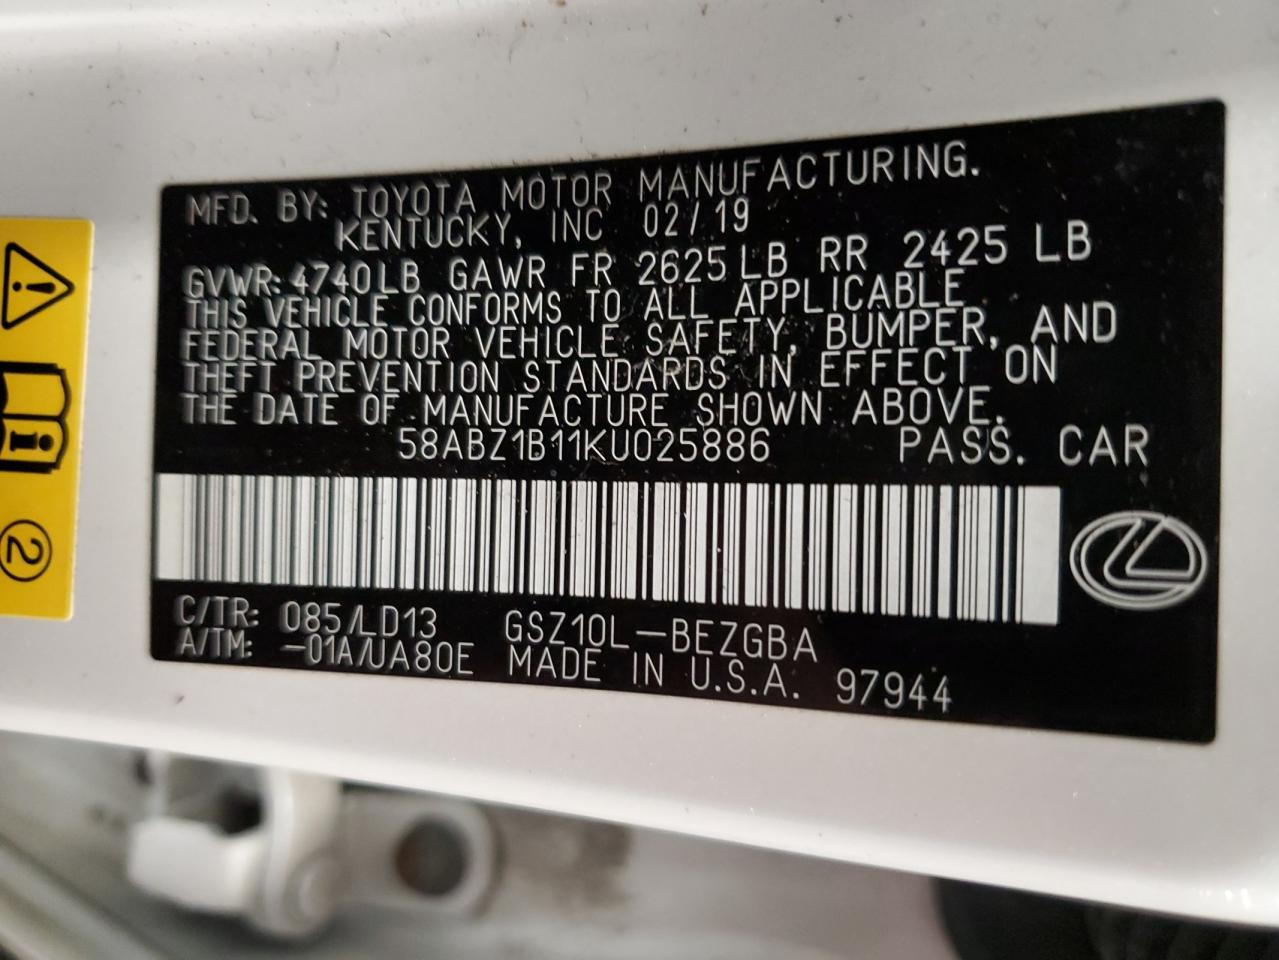 MFD. BY: TOYOTA MOTOR MANUFACTURING.
KENTUCKY, INC 02/19
GVWR: 4740LB GAWR FR 2625LB RR 2425 LB
THIS VEHICLE CONFORMS TO ALL APPLICABLE
FEDERAL MOTOR VEHICLE SAFETY, BUMPER, AND
THEFT PREVENTION STANDARDS IN EFFECT ON
THE DATE OF MANUFACTURE SHOWN ABOVE.
58ABZ1B11KU025886 PASS. CAR
C/TR: 085/LD13 GSZ10L-BEZGBA
A/TM: -01A/UA80E MADE IN U.S.A. 97944
2